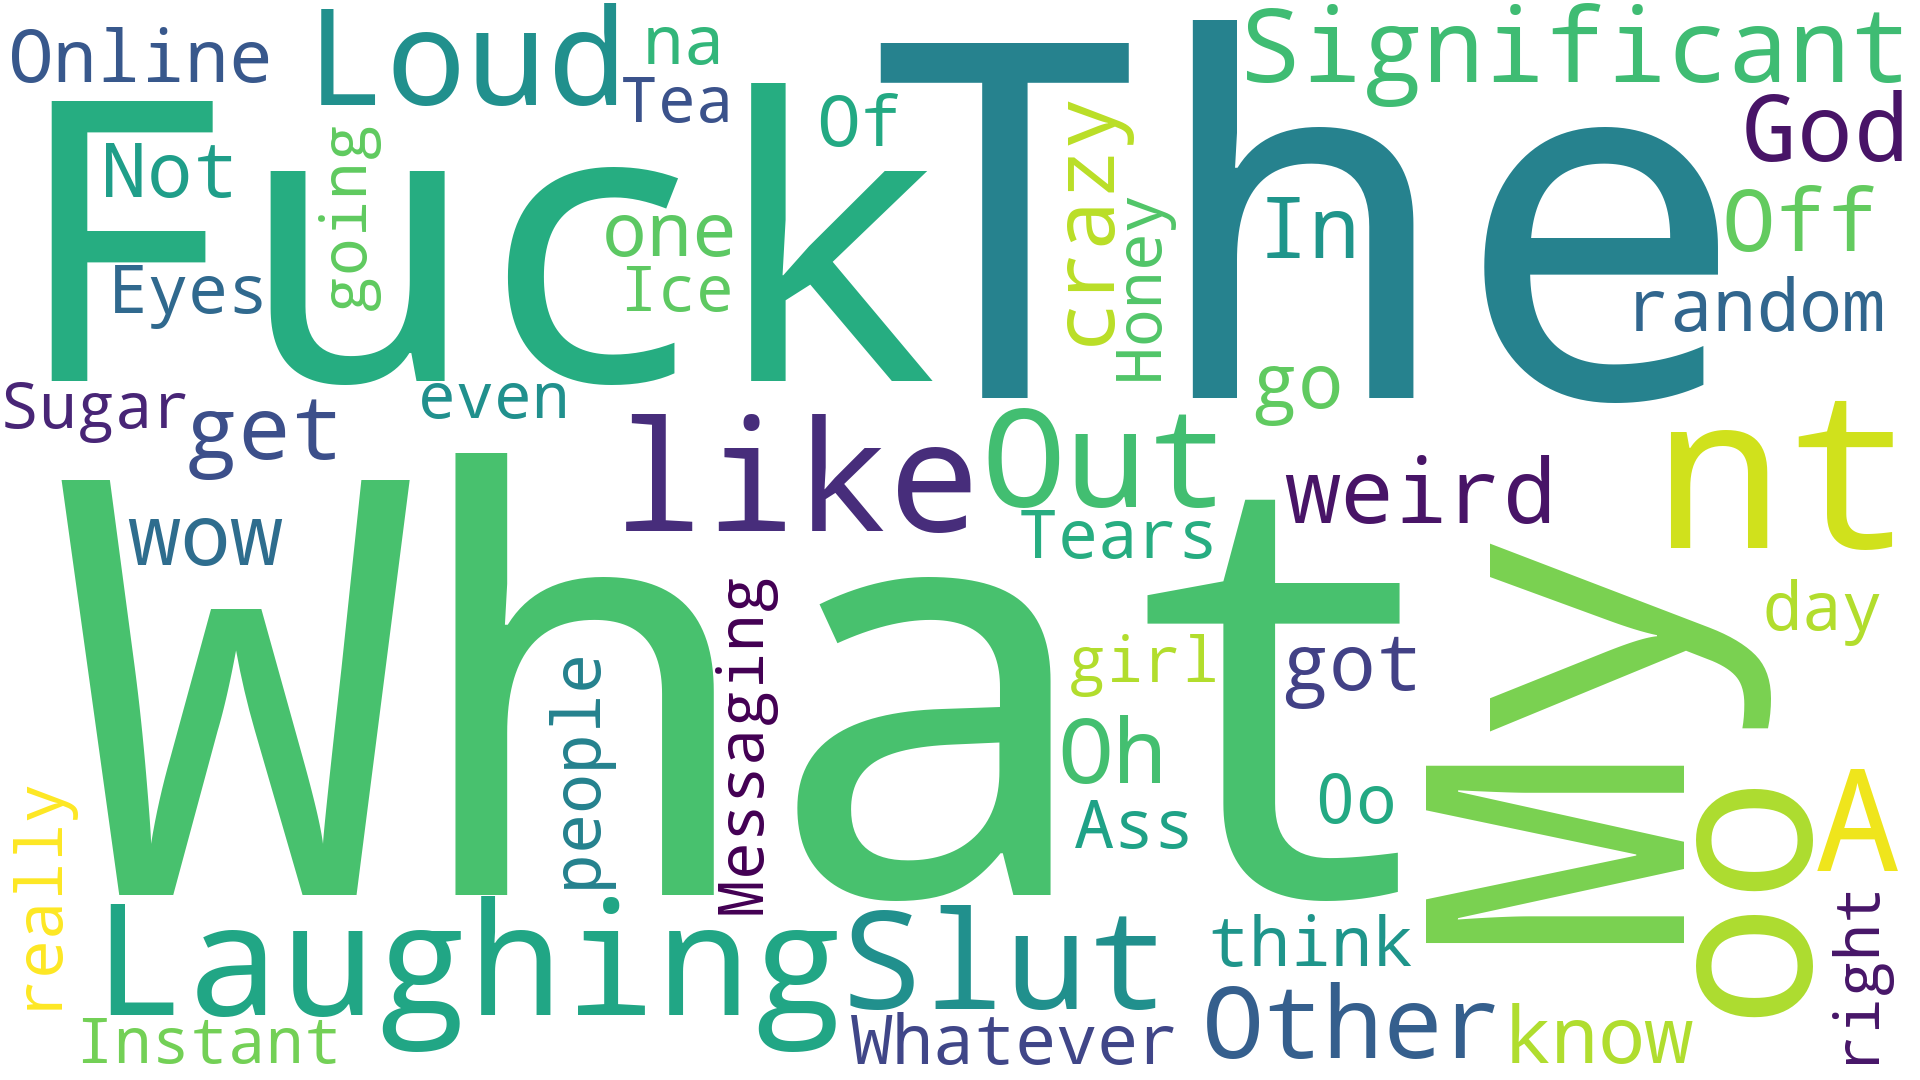 Online
Loud
na
Tea
The
Significant
God
Fuck
Not
going
Of
crazy
Honey
In
Off
one
Ice
Eyes
random
Sugar
get
even
go
like
Out
nt
weird
Tears
wow
What
My
day
people
Messaging
girl
got
Oh
Oo
Ass
oo
A
really
Laughing
Slut
think
right
Instant
Whatever
Other
know